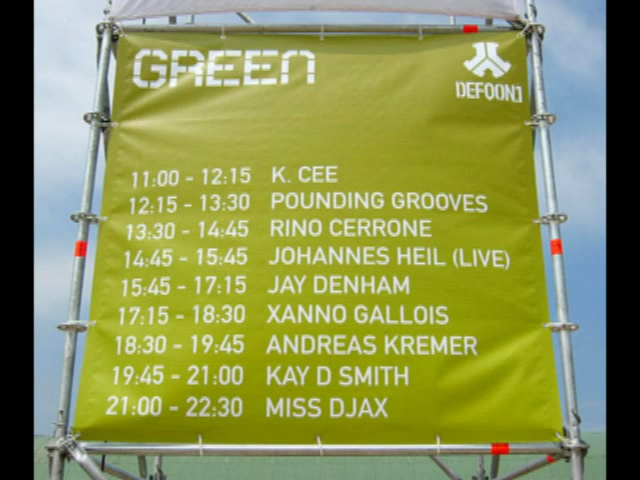 GREEN
DEFQON1
11:00 - 12:15 K. CEE
12:15 - 13:30 POUNDING GROOVES
13:30 - 14:45 RINO CERRONE
14:45 - 15:45 JOHANNES HEIL (LIVE)
15:45 - 17:15 JAY DENHAM
17:15 - 18:30 XANNO GALLOIS
18:30 - 19:45 ANDREAS KREMER
19:45 - 21:00 KAY D SMITH
21:00 - 22:30 MISS DJAX